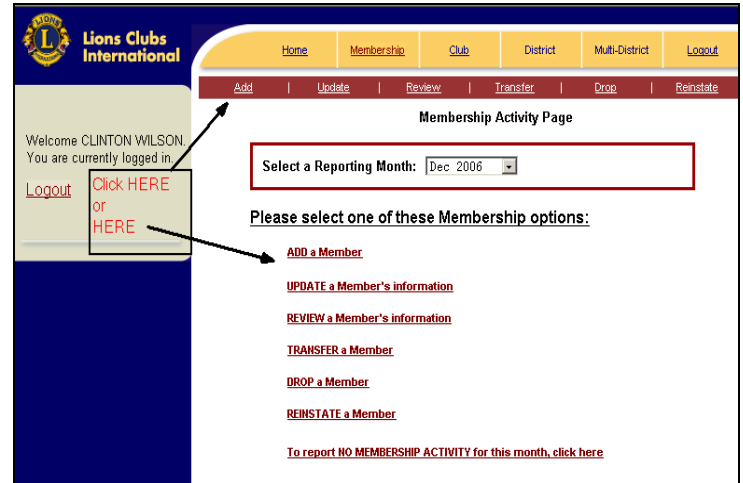 LIONS
L
INTERNATIONAL
Lions Clubs
International
Home Membership Club District Multi-District Logout
Add | Update | Review | Transfer | Drop | Reinstate
Membership Activity Page
Welcome CLINTON WILSON.
You are currently logged in.
Logout
Click HERE
or
HERE
Select a Reporting Month: Dec 2006
Please select one of these Membership options:
ADD a Member
UPDATE a Member's information
REVIEW a Member's information
TRANSFER a Member
DROP a Member
REINSTATE a Member
To report NO MEMBERSHIP ACTIVITY for this month, click here